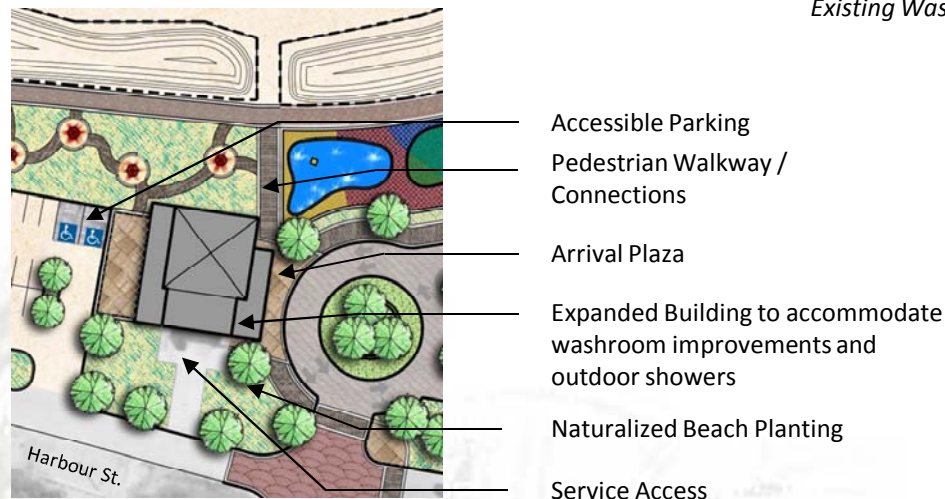 Existing Was
Accessible Parking
Pedestrian Walkway /
Connections
Arrival Plaza
Expanded Building to accommodate
washroom improvements and
outdoor showers
Naturalized Beach Planting
Harbour St.
Service Access